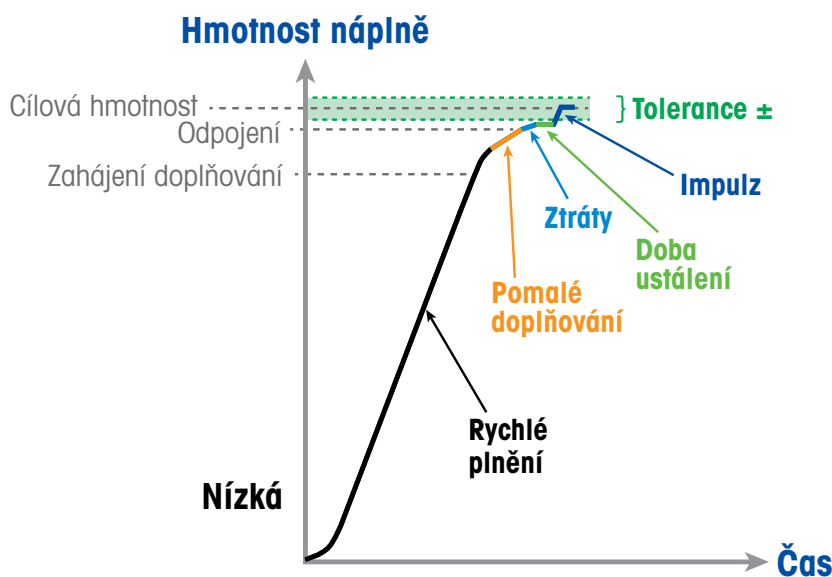 Hmotnost náplně
Cílová hmotnost
Tolerance ±
Odpojení
Zahájení doplňování
Impulz
Ztráty
Doba
ustálení
Pomalé
doplňování
Rychlé
plnění
Nízká
Čas